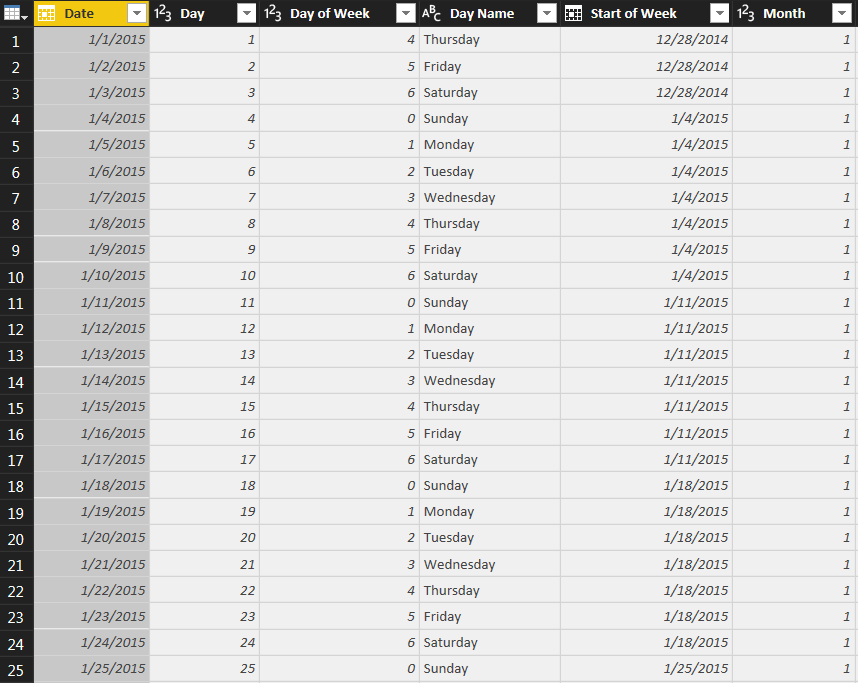 Date 1²3 Day 1²3 Day of Week ABC Day Name Start of Week 1²3 Month
1 1/1/2015 1 4 Thursday 12/28/2014 1
2 1/2/2015 2 5 Friday 12/28/2014 1
3 1/3/2015 3 6 Saturday 12/28/2014 1
4 1/4/2015 4 0 Sunday 1/4/2015 1
5 1/5/2015 5 1 Monday 1/4/2015 1
6 1/6/2015 6 2 Tuesday 1/4/2015 1
7 1/7/2015 7 3 Wednesday 1/4/2015 1
8 1/8/2015 8 4 Thursday 1/4/2015 1
9 1/9/2015 9 5 Friday 1/4/2015 1
10 1/10/2015 10 6 Saturday 1/4/2015 1
11 1/11/2015 11 0 Sunday 1/11/2015 1
12 1/12/2015 12 1 Monday 1/11/2015 1
13 1/13/2015 13 2 Tuesday 1/11/2015 1
14 1/14/2015 14 3 Wednesday 1/11/2015 1
15 1/15/2015 15 4 Thursday 1/11/2015 1
16 1/16/2015 16 5 Friday 1/11/2015 1
17 1/17/2015 17 6 Saturday 1/11/2015 1
18 1/18/2015 18 0 Sunday 1/18/2015 1
19 1/19/2015 19 1 Monday 1/18/2015 1
20 1/20/2015 20 2 Tuesday 1/18/2015 1
21 1/21/2015 21 3 Wednesday 1/18/2015 1
22 1/22/2015 22 4 Thursday 1/18/2015 1
23 1/23/2015 23 5 Friday 1/18/2015 1
24 1/24/2015 24 6 Saturday 1/18/2015 1
25 1/25/2015 25 0 Sunday 1/25/2015 1